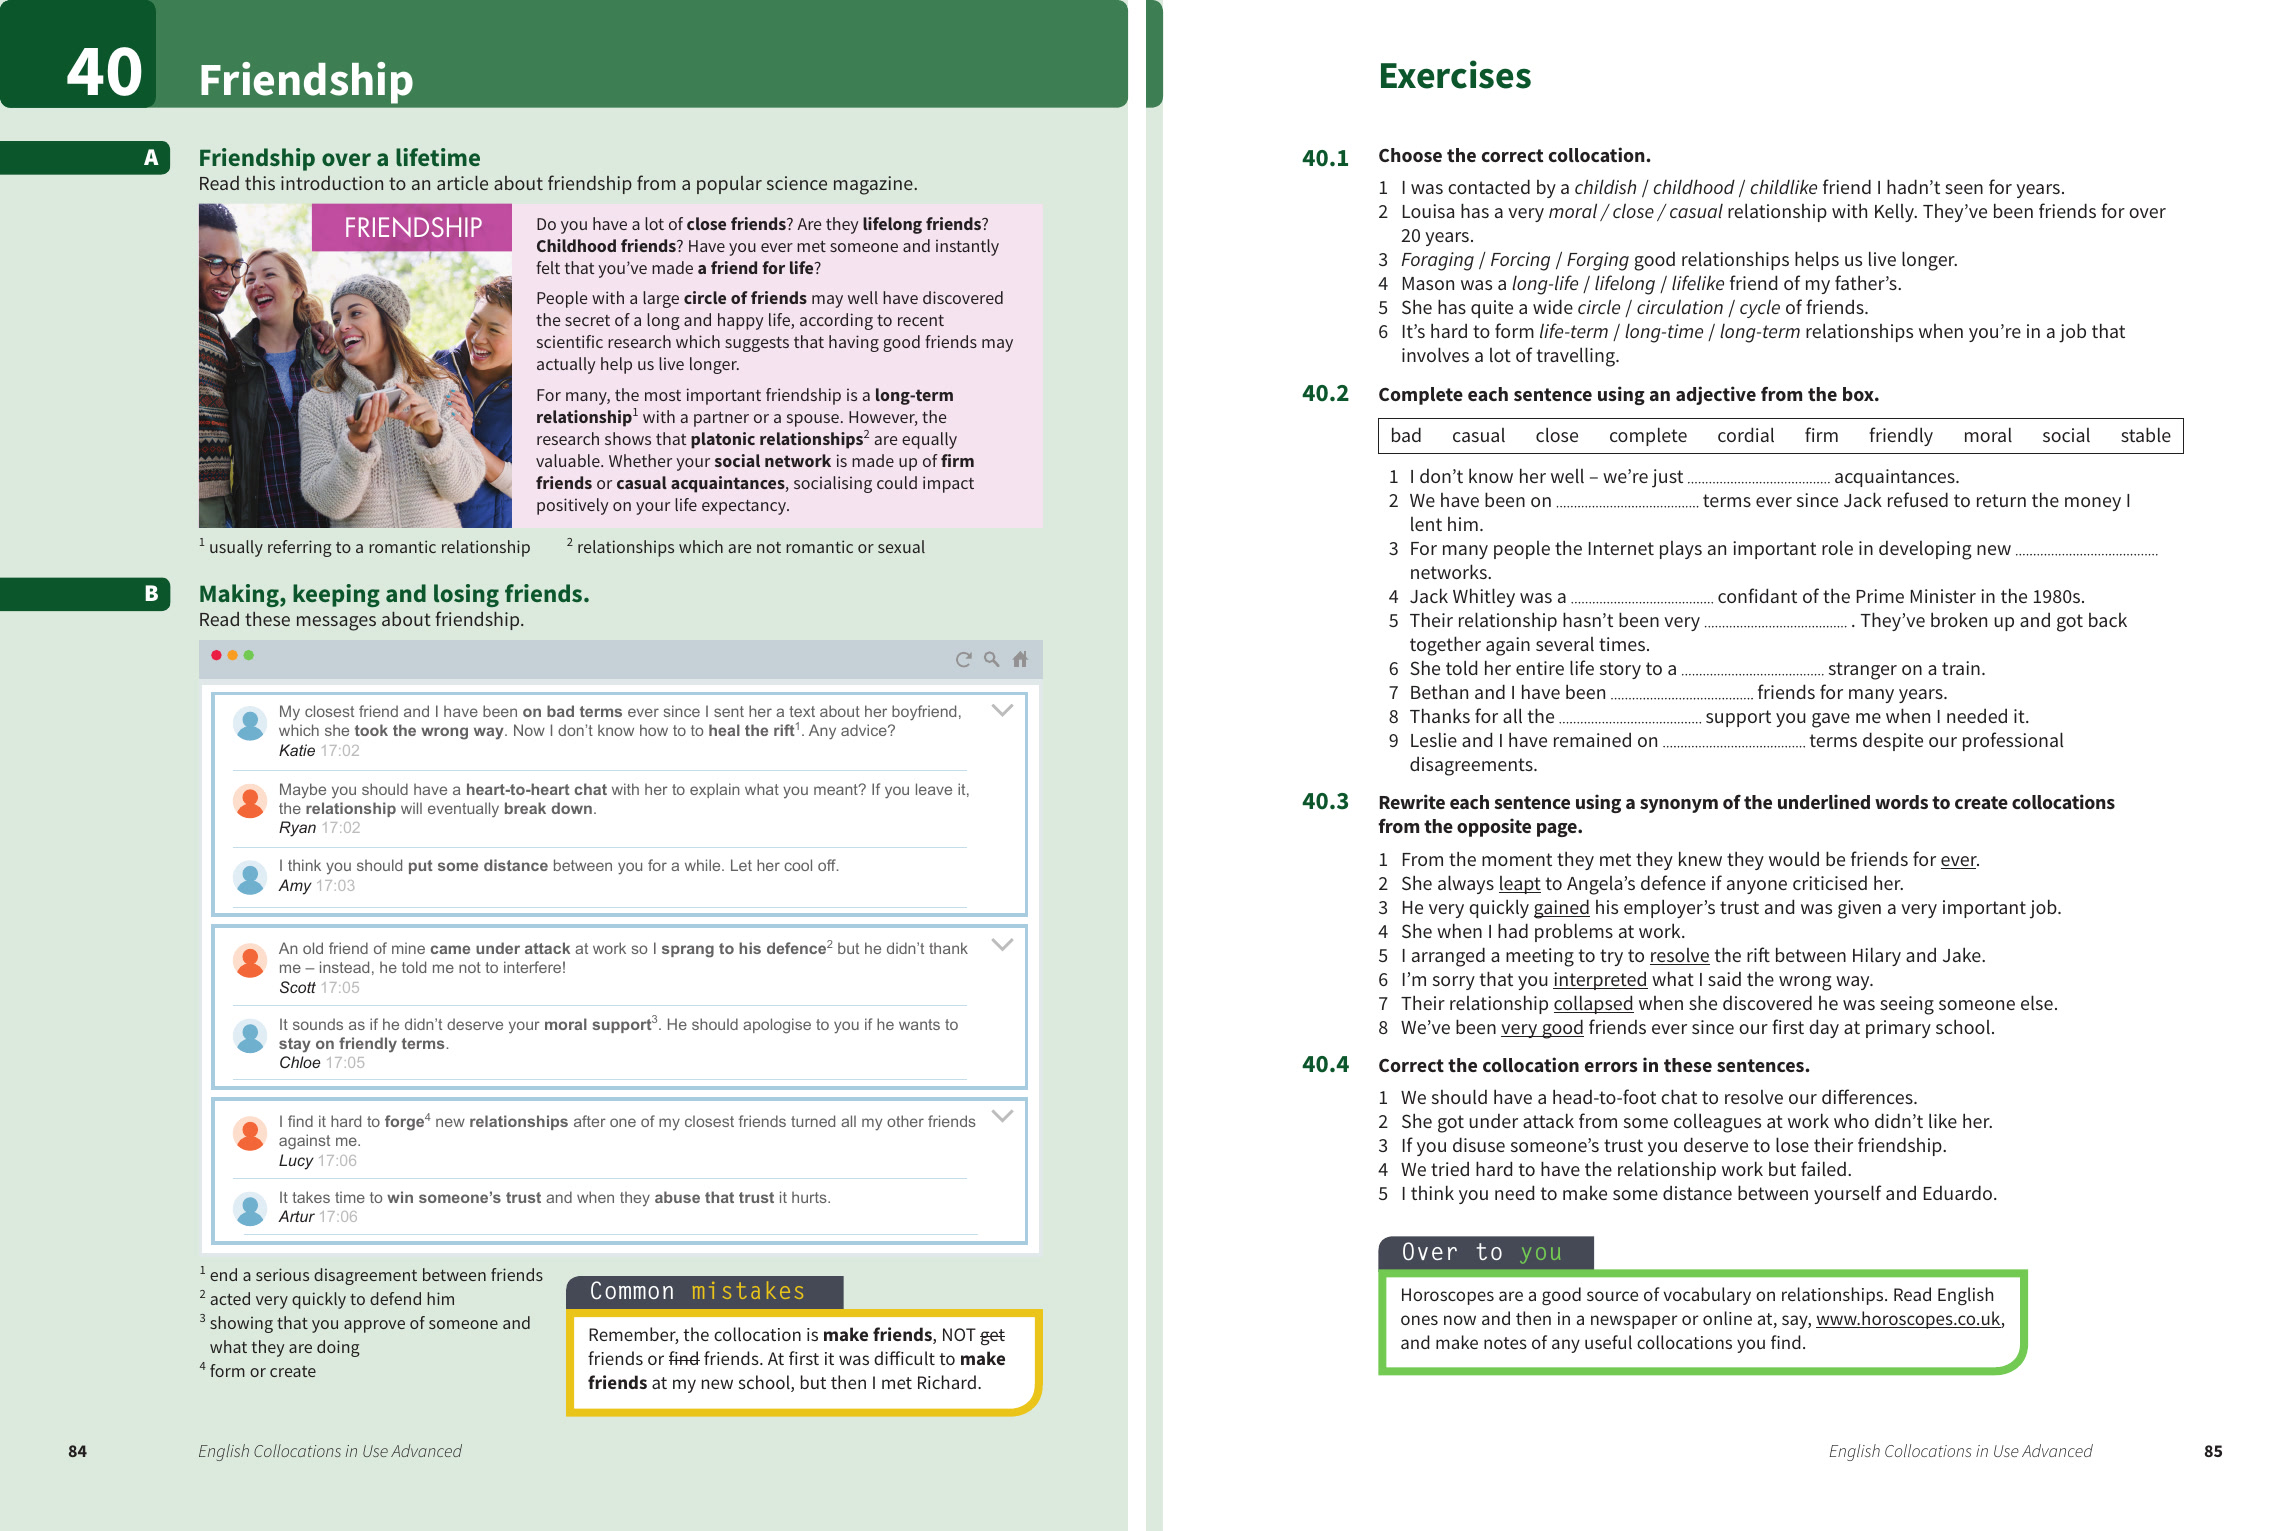 40 Friendship
A Friendship over a lifetime
Read this introduction to an article about friendship from a popular science magazine.
FRIENDSHIP
Do you have a lot of close friends? Are they lifelong friends?
Childhood friends? Have you ever met someone and instantly
felt that you've made a friend for life?
People with a large circle of friends may well have discovered
the secret of a long and happy life, according to recent
scientific research which suggests that having good friends may
actually help us live longer.
For many, the most important friendship is a long-term
relationship¹ with a partner or a spouse. However, the
research shows that platonic relationships² are equally
valuable. Whether your social network is made up of firm
friends or casual acquaintances, socialising could impact
positively on your life expectancy.
¹ usually referring to a romantic relationship ² relationships which are not romantic or sexual
B Making, keeping and losing friends.
Read these messages about friendship.
My closest friend and I have been on bad terms ever since I sent her a text about her boyfriend,
which she took the wrong way. Now I don't know how to to heal the rift¹. Any advice?
Katie 17:02
Maybe you should have a heart-to-heart chat with her to explain what you meant? If you leave it,
the relationship will eventually break down.
Ryan 17:02
I think you should put some distance between you for a while. Let her cool off.
Amy 17:03
An old friend of mine came under attack at work so I sprang to his defence² but he didn't thank
me – instead, he told me not to interfere!
Scott 17:05
It sounds as if he didn't deserve your moral support³. He should apologise to you if he wants to
stay on friendly terms.
Chloe 17:05
I find it hard to forge⁴ new relationships after one of my closest friends turned all my other friends
against me.
Lucy 17:06
It takes time to win someone's trust and when they abuse that trust it hurts.
Artur 17:06
¹ end a serious disagreement between friends
² acted very quickly to defend him
³ showing that you approve of someone and
what they are doing
⁴ form or create
Common mistakes
Remember, the collocation is make friends, NOT get
friends or find friends. At first it was difficult to make
friends at my new school, but then I met Richard.
84 English Collocations in Use Advanced
Exercises
40.1 Choose the correct collocation.
1 I was contacted by a childish / childhood / childlike friend I hadn't seen for years.
2 Louisa has a very moral / close / casual relationship with Kelly. They've been friends for over
20 years.
3 Foraging / Forcing / Forging good relationships helps us live longer.
4 Mason was a long-life / lifelong / lifelike friend of my father's.
5 She has quite a wide circle / circulation / cycle of friends.
6 It's hard to form life-term / long-time / long-term relationships when you're in a job that
involves a lot of travelling.
40.2 Complete each sentence using an adjective from the box.
bad casual close complete cordial firm friendly moral social stable
1 I don't know her well – we're just ........................................ acquaintances.
2 We have been on ........................................ terms ever since Jack refused to return the money I
lent him.
3 For many people the Internet plays an important role in developing new ........................................
networks.
4 Jack Whitley was a ........................................ confidant of the Prime Minister in the 1980s.
5 Their relationship hasn't been very ........................................ . They've broken up and got back
together again several times.
6 She told her entire life story to a ........................................ stranger on a train.
7 Bethan and I have been ........................................ friends for many years.
8 Thanks for all the ........................................ support you gave me when I needed it.
9 Leslie and I have remained on ........................................ terms despite our professional
disagreements.
40.3 Rewrite each sentence using a synonym of the underlined words to create collocations
from the opposite page.
1 From the moment they met they knew they would be friends for ever.
2 She always leapt to Angela's defence if anyone criticised her.
3 He very quickly gained his employer's trust and was given a very important job.
4 She when I had problems at work.
5 I arranged a meeting to try to resolve the rift between Hilary and Jake.
6 I'm sorry that you interpreted what I said the wrong way.
7 Their relationship collapsed when she discovered he was seeing someone else.
8 We've been very good friends ever since our first day at primary school.
40.4 Correct the collocation errors in these sentences.
1 We should have a head-to-foot chat to resolve our differences.
2 She got under attack from some colleagues at work who didn't like her.
3 If you disuse someone's trust you deserve to lose their friendship.
4 We tried hard to have the relationship work but failed.
5 I think you need to make some distance between yourself and Eduardo.
Over to you
Horoscopes are a good source of vocabulary on relationships. Read English
ones now and then in a newspaper or online at, say, www.horoscopes.co.uk,
and make notes of any useful collocations you find.
English Collocations in Use Advanced 85